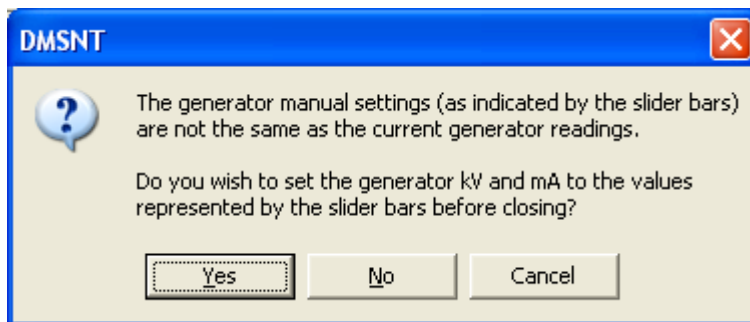 DMSNT
The generator manual settings (as indicated by the slider bars)
are not the same as the current generator readings.
Do you wish to set the generator kV and mA to the values
represented by the slider bars before closing?
Yes
No
Cancel